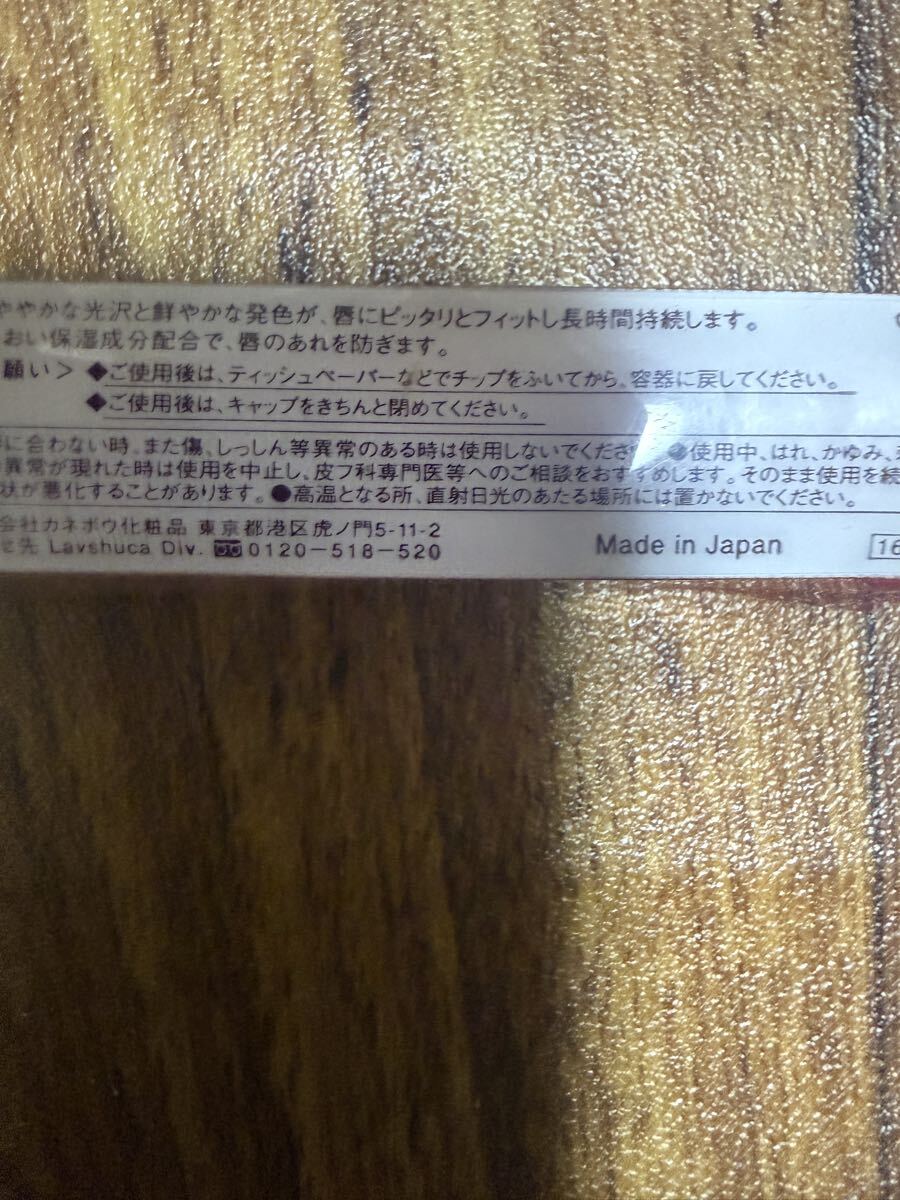 ややかな光沢と鮮やかな発色が、唇にピッタリとフィットし長時間持続します。
おい保湿成分配合で、唇のあれを防ぎます。
願い> ◆ご使用後は、ティッシュペーパーなどでチップをふいてから、容器に戻してください。
◆ご使用後は、キャップをきちんと閉めてください。
に合わない時、また傷、しっしん等異常のある時は使用しないでくださ ●使用中、はれ、かゆみ、
異常が現れた時は使用を中止し、皮フ科専門医等へのご相談をおすすめします。そのまま使用を続
状が悪化することがあります。●高温となる所、直射日光のあたる場所には置かないでください。
会社カネボウ化粧品 東京都港区虎ノ門5-11-2
せ先 Lavshuca Div. 0120-518-520 Made in Japan 16